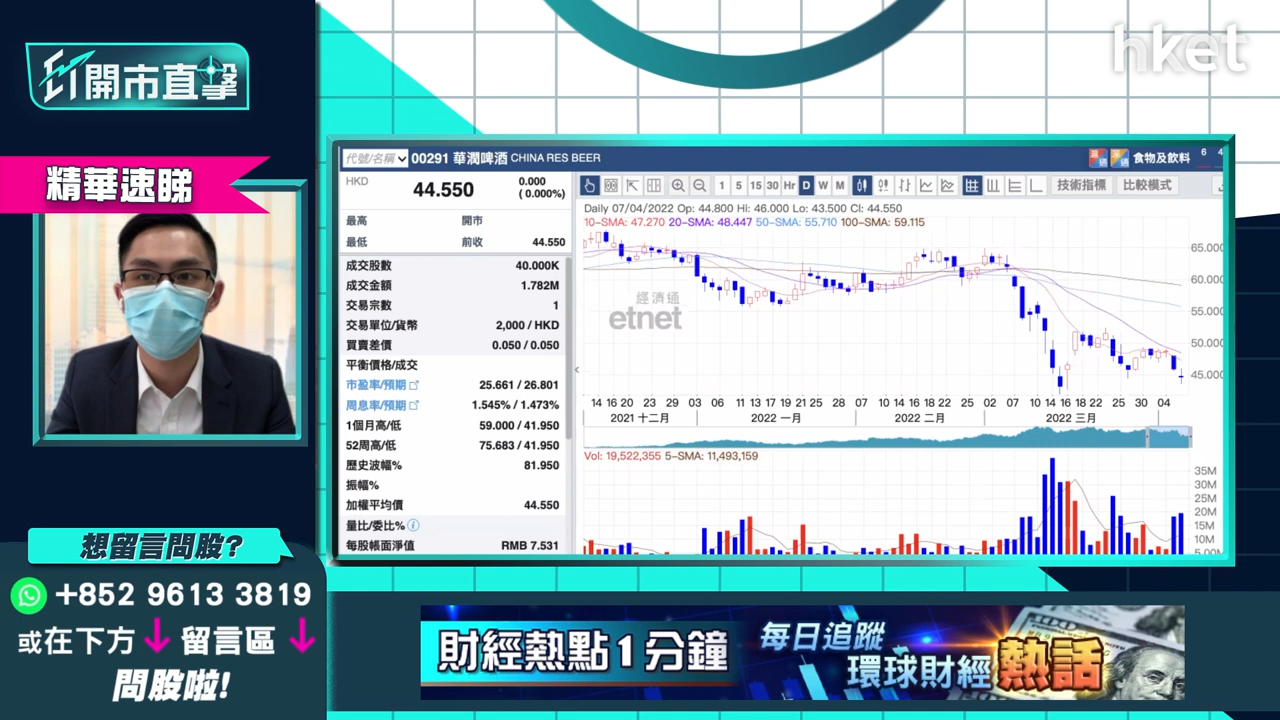 hket
ET開市直擊
精華速睇
想留言問股?
+852 9613 3819
或在下方↓留言區↓
問股啦!
代號/名稱 00291 華潤啤酒 CHINA RES BEER
食物及飲料
HKD
44.550
0.000
( 0.000%)
最高 開市
最低 前收 44.550
成交股數 40.000K
成交金額 1.782M
交易宗數 1
交易單位/貨幣 2,000 / HKD
買賣差價 0.050 / 0.050
平衡價格/成交
市盈率/預期 25.661 / 26.801
周息率/預期 1.545% / 1.473%
1個月高/低 59.000 / 41.950
52周高/低 75.683 / 41.950
歷史波幅% 81.950
振幅%
加權平均價 44.550
量比/委比%
每股帳面淨值 RMB 7.531
1 5 15 30 Hr D W M 技術指標 比較模式
Daily 07/04/2022 Op: 44.800 Hi: 46.000 Lo: 43.500 Cl: 44.550
10-SMA: 47.270 20-SMA: 48.447 50-SMA: 55.710 100-SMA: 59.115
65.000
60.000
55.000
50.000
45.000
經濟通
etnet
14 16 20 23 29 03 06 11 13 17 19 21 25 28 07 10 14 16 18 22 25 02 07 10 14 16 18 22 25 30 04
2021 十二月 2022 一月 2022 二月 2022 三月
Vol: 19,522,355 5-SMA: 11,493,159
35M
30M
25M
20M
15M
10M
5.00M
財經熱點1分鐘
每日追蹤
環球財經熱話